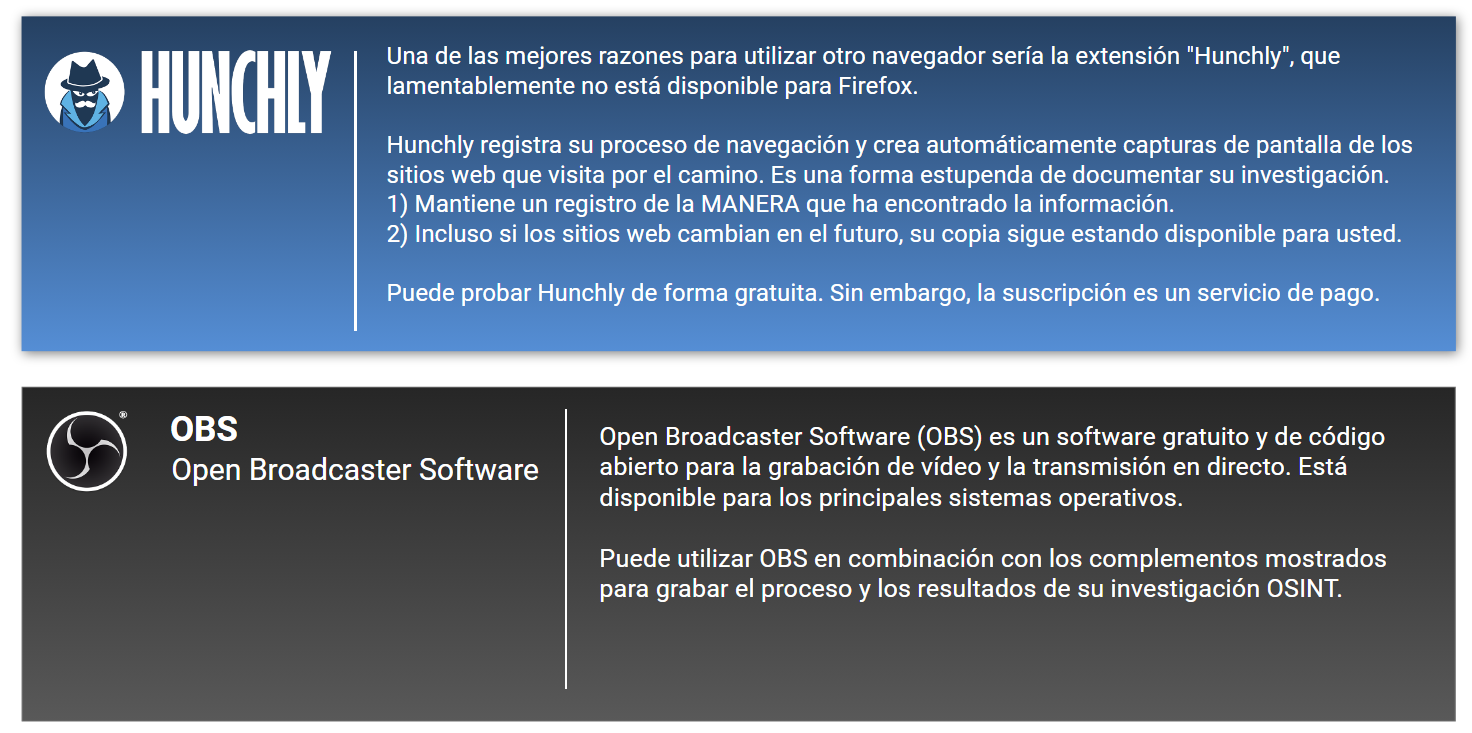 HUNCHLY
Una de las mejores razones para utilizar otro navegador sería la extensión "Hunchly", que
lamentablemente no está disponible para Firefox.
Hunchly registra su proceso de navegación y crea automáticamente capturas de pantalla de los
sitios web que visita por el camino. Es una forma estupenda de documentar su investigación.
1) Mantiene un registro de la MANERA que ha encontrado la información.
2) Incluso si los sitios web cambian en el futuro, su copia sigue estando disponible para usted.
Puede probar Hunchly de forma gratuita. Sin embargo, la suscripción es un servicio de pago.
®
OBS
Open Broadcaster Software
Open Broadcaster Software (OBS) es un software gratuito y de código
abierto para la grabación de vídeo y la transmisión en directo. Está
disponible para los principales sistemas operativos.
Puede utilizar OBS en combinación con los complementos mostrados
para grabar el proceso y los resultados de su investigación OSINT.